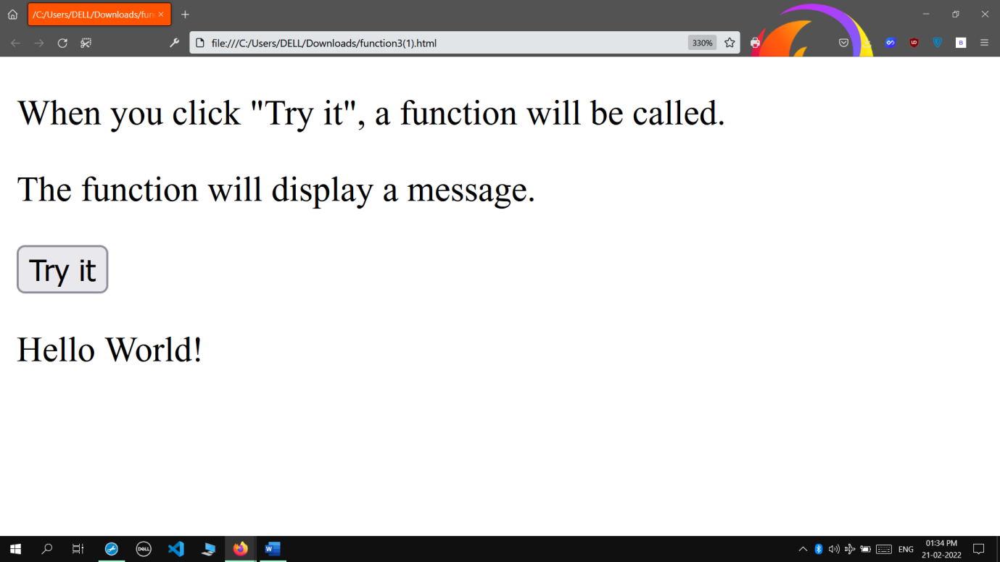 /C:/Users/DELL/Downloads/fun
file:///C:/Users/DELL/Downloads/function3(1).html
330%
B
When you click "Try it", a function will be called.
The function will display a message.
Try it
Hello World!
DELL
W
ENG
01:34 PM
21-02-2022